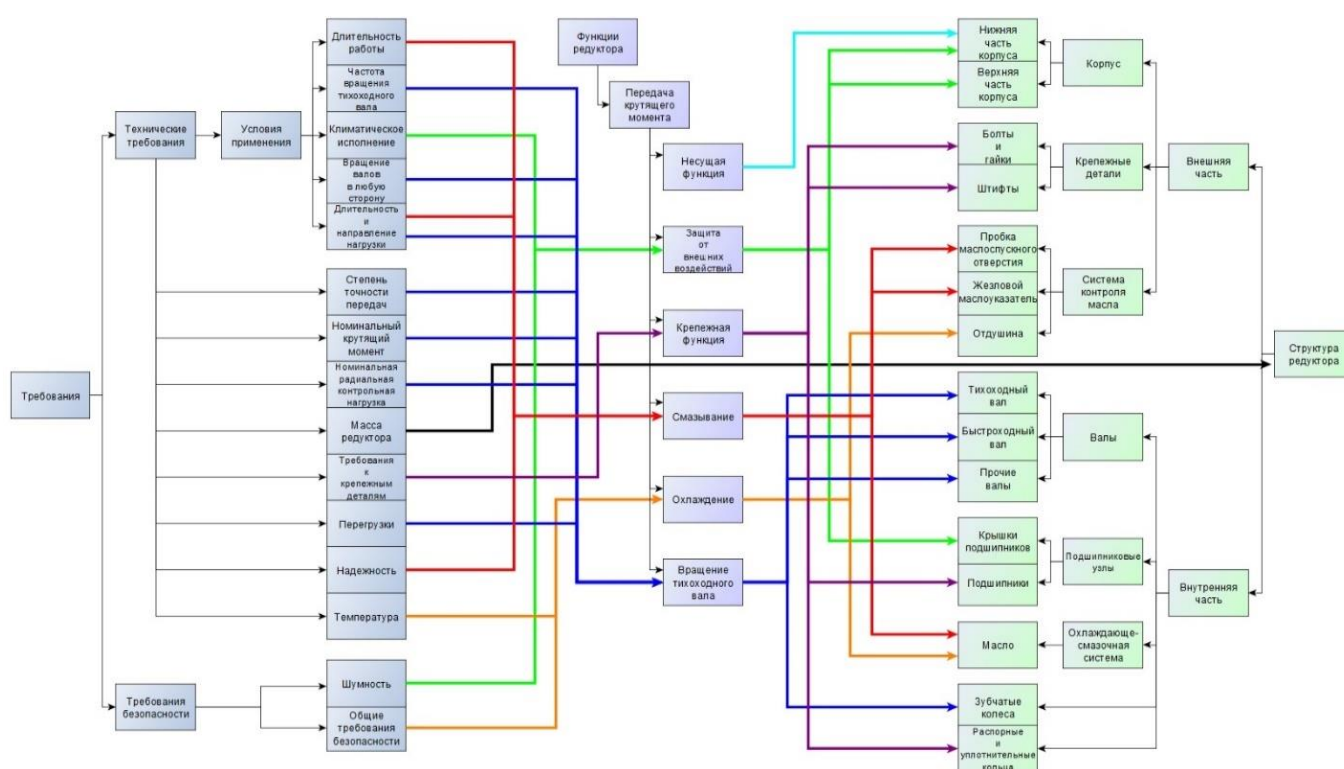 Требования
Технические
требования
Требования
безопасности
Условия
применения
Длительность
работы
Частота
вращения
тихоходного
вала
Климатическое
исполнение
Вращение
валов
в любую
сторону
Длительность
и
направление
нагрузки
Степень
точности
передач
Номинальный
крутящий
момент
Номинальная
радиальная
контрольная
нагрузка
Масса
редуктора
Требования
к
крепежным
деталям
Перегрузки
Надежность
Температура
Шумность
Общие
требования
безопасности
Функции
редуктора
Передача
крутящего
момента
Несущая
функция
Защита
от
внешних
воздействий
Крепежная
функция
Смазывание
Охлаждение
Вращение
тихоходного
вала
Нижняя
часть
корпуса
Верхняя
часть
корпуса
Болты
и
гайки
Штифты
Пробка
маслоспускного
отверстия
Жезловой
маслоуказатель
Отдушина
Тихоходный
вал
Быстроходный
вал
Прочие
валы
Крышки
подшипников
Подшипники
Масло
Зубчатые
колеса
Распорные
и
уплотнительные
кольца
Корпус
Крепежные
детали
Система
контроля
масла
Валы
Подшипниковые
узлы
Охлаждающе-
смазочная
система
Внешняя
часть
Внутренняя
часть
Структура
редуктора